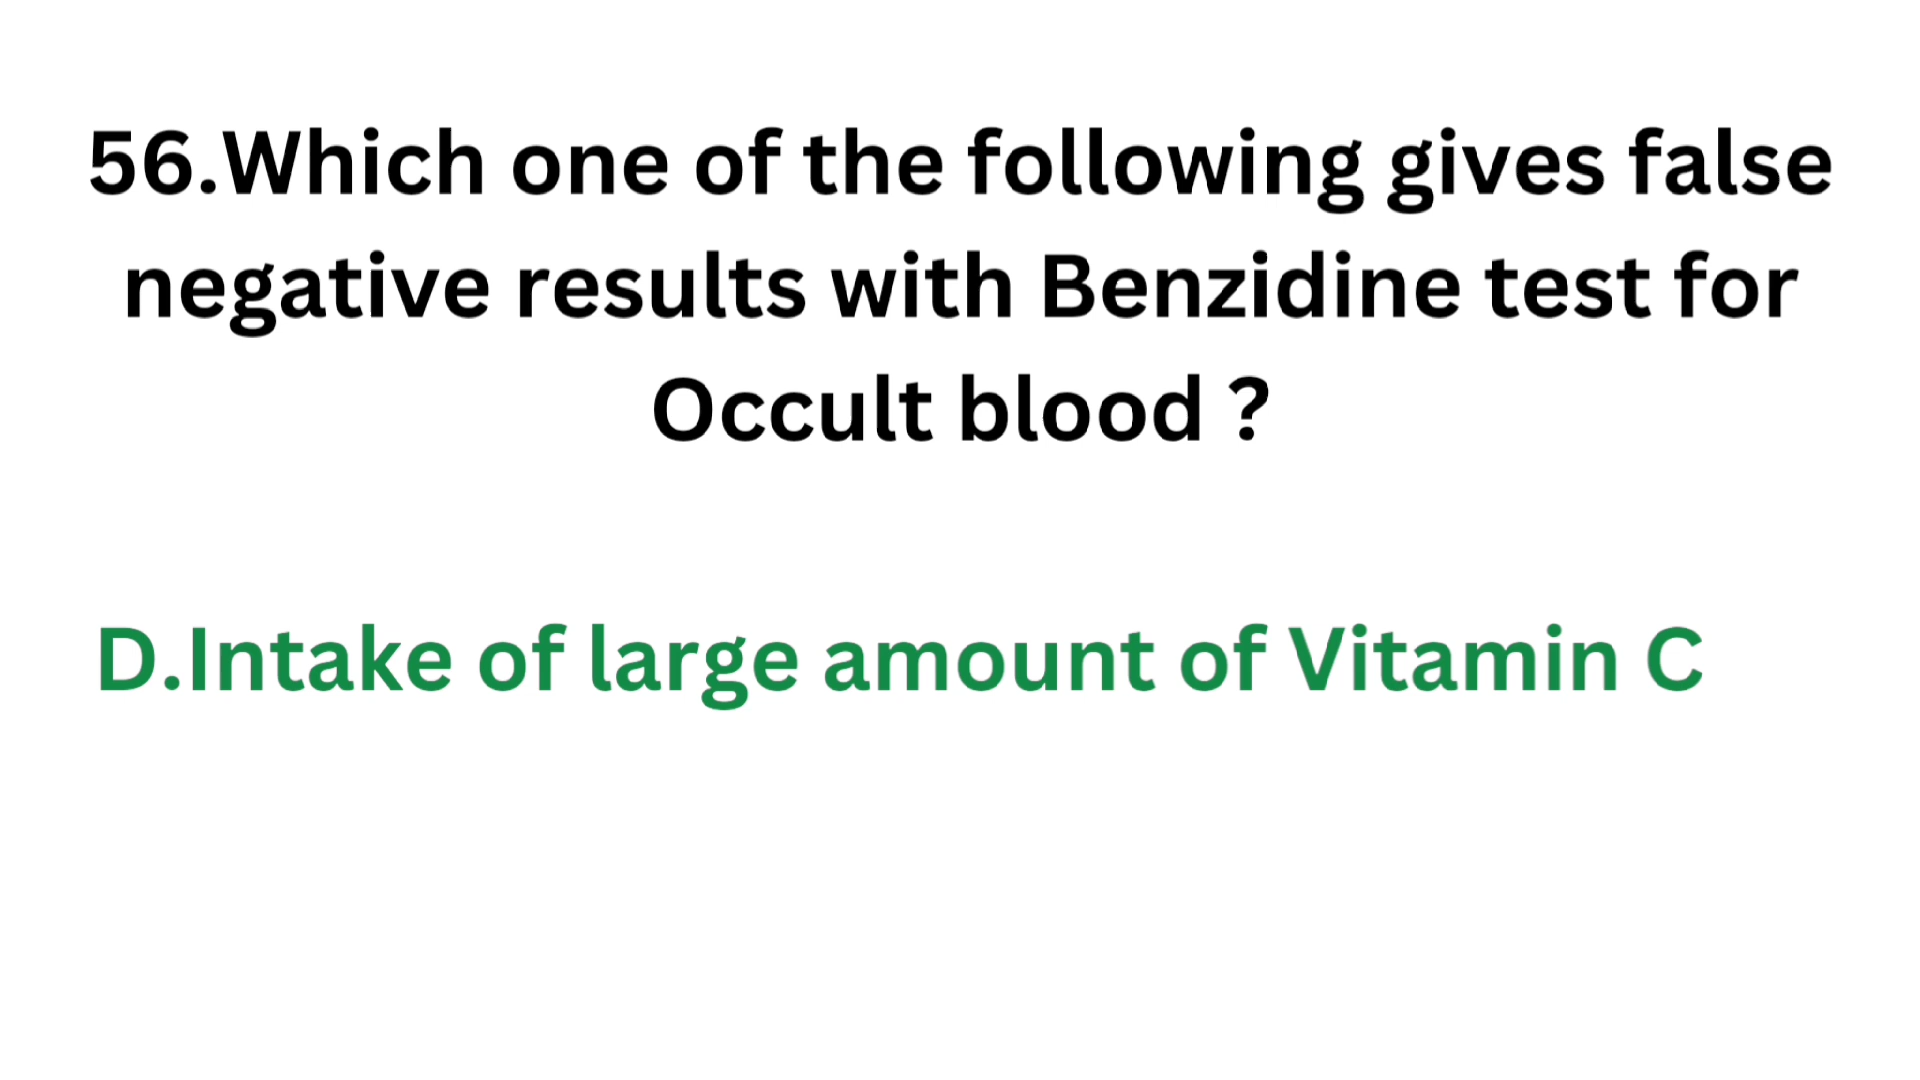 56.Which one of the following gives false
negative results with Benzidine test for
Occult blood ?
D.Intake of large amount of Vitamin C